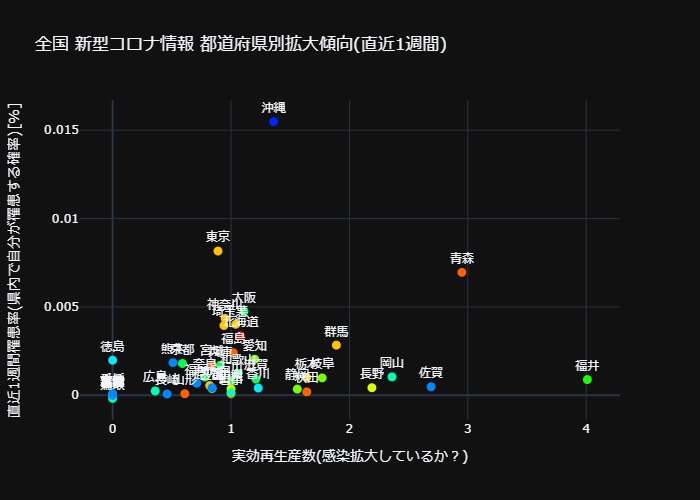 全国 新型コロナ情報 都道府県別拡大傾向(直近1週間)
直近1週間罹患率(県内で自分が罹患する確率)[%]
0.015
0.01
0.005
0
沖縄
東京
青森
大阪
神奈川
埼玉
北海道
福島
愛知
群馬
徳島
京都
宮
広島
長崎
山
香川
栃木
岐阜
静岡
秋田
長野
岡山
佐賀
福井
0
1
2
3
4
実効再生産数(感染拡大しているか？)